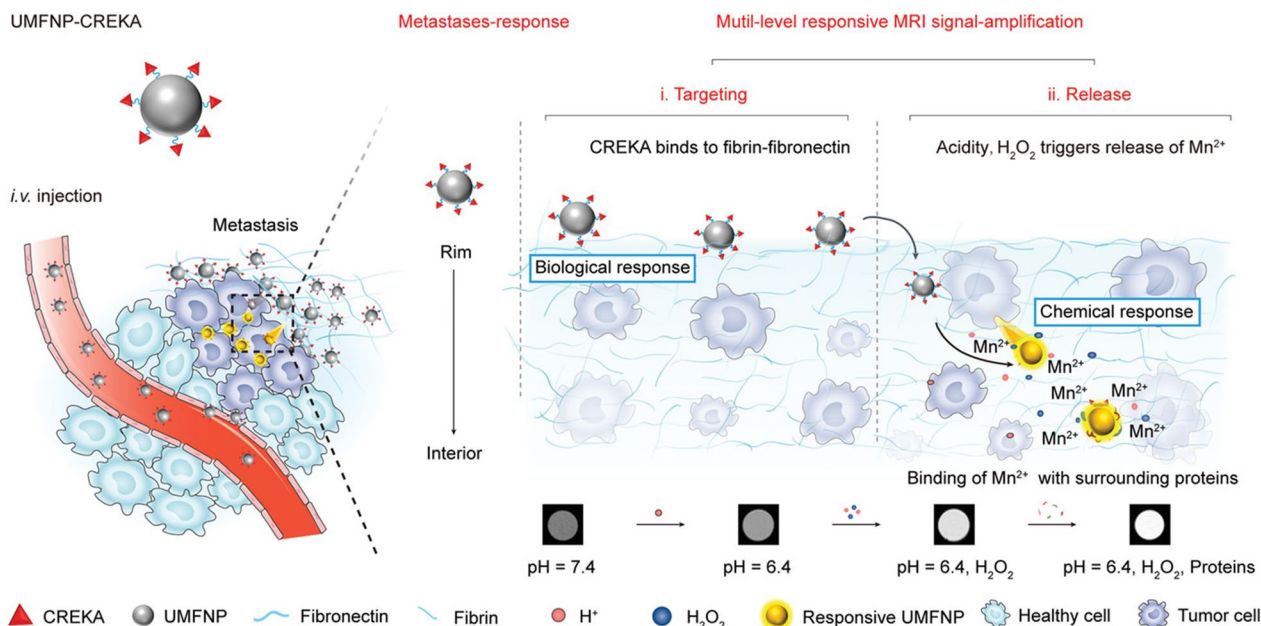 UMFNP-CREKA
Metastases-response
Mutil-level responsive MRI signal-amplification
i. Targeting
ii. Release
CREKA binds to fibrin-fibronectin
Acidity, H₂O₂ triggers release of Mn²⁺
i.v. injection
Metastasis
Rim
Interior
Biological response
Chemical response
Mn²⁺
Mn²⁺
Mn²⁺
Mn²⁺
Mn²⁺
Mn²⁺
Binding of Mn²⁺ with surrounding proteins
pH = 7.4
pH = 6.4
pH = 6.4, H₂O₂
pH = 6.4, H₂O₂, Proteins
CREKA
UMFNP
Fibronectin
Fibrin
H⁺
H₂O₂
Responsive UMFNP
Healthy cell
Tumor cell